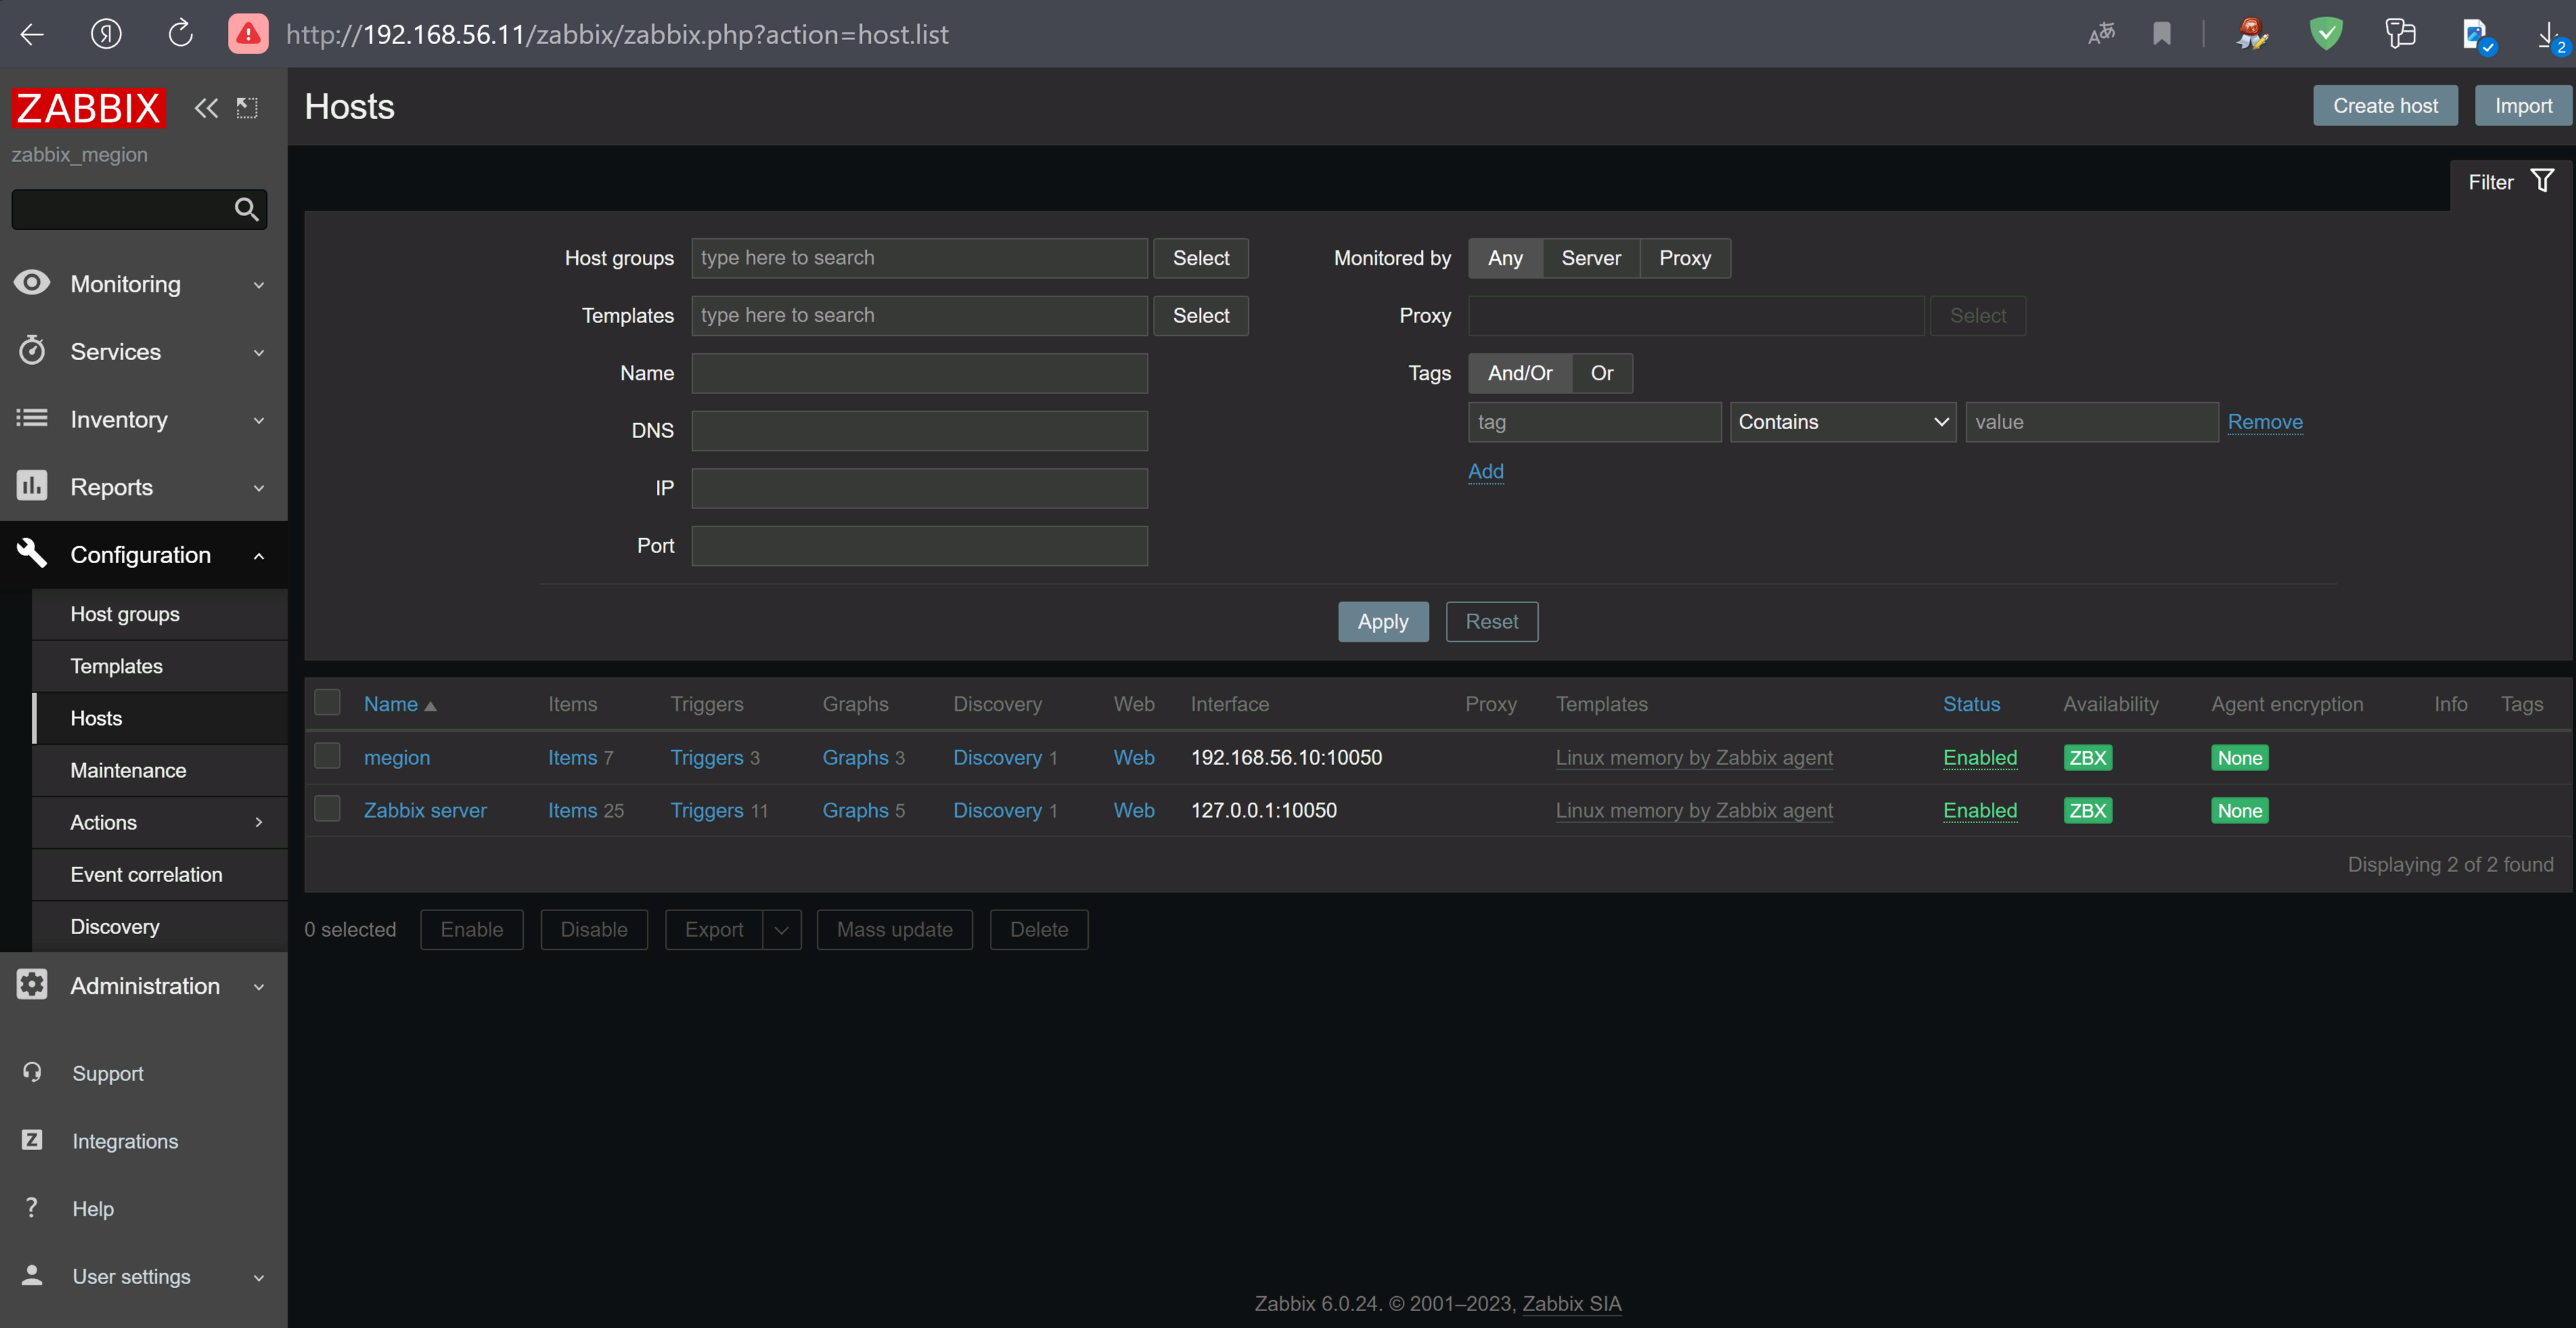 Я
http://192.168.56.11/zabbix/zabbix.php?action=host.list
2
ZABBIX
zabbix_megion
Monitoring
Services
Inventory
Reports
Configuration
Host groups
Templates
Hosts
Maintenance
Actions
Event correlation
Discovery
Administration
Support
Z Integrations
? Help
User settings
Hosts
Create host Import
Filter
Host groups type here to search Select
Templates type here to search Select
Name
DNS
IP
Port
Monitored by Any Server Proxy
Proxy Select
Tags And/Or Or
tag Contains value Remove
Add
Apply Reset
Name Items Triggers Graphs Discovery Web Interface Proxy Templates Status Availability Agent encryption Info Tags
megion Items 7 Triggers 3 Graphs 3 Discovery 1 Web 192.168.56.10:10050 Linux memory by Zabbix agent Enabled ZBX None
Zabbix server Items 25 Triggers 11 Graphs 5 Discovery 1 Web 127.0.0.1:10050 Linux memory by Zabbix agent Enabled ZBX None
Displaying 2 of 2 found
0 selected Enable Disable Export Mass update Delete
Zabbix 6.0.24. © 2001–2023, Zabbix SIA